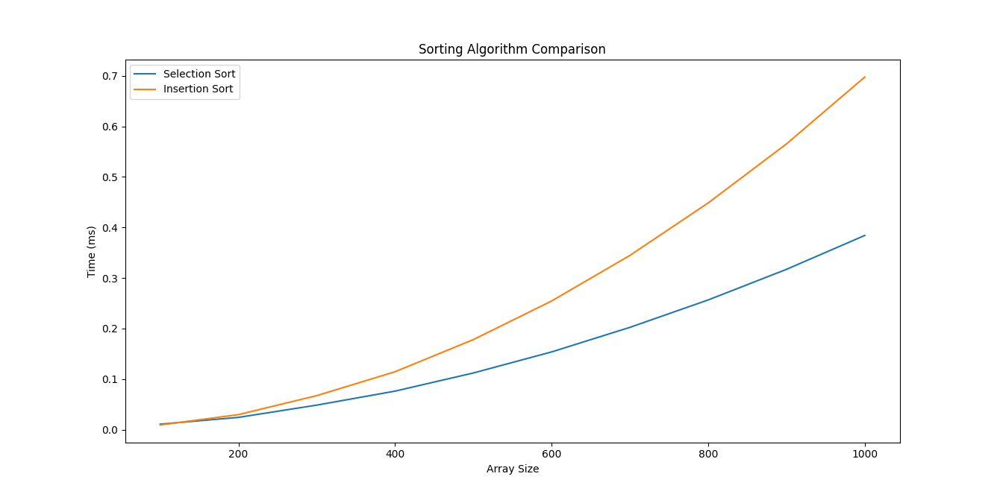 Sorting Algorithm Comparison
Selection Sort
Insertion Sort
0.7
0.6
0.5
0.4
0.3
0.2
0.1
0.0
Time (ms)
200 400 600 800 1000
Array Size